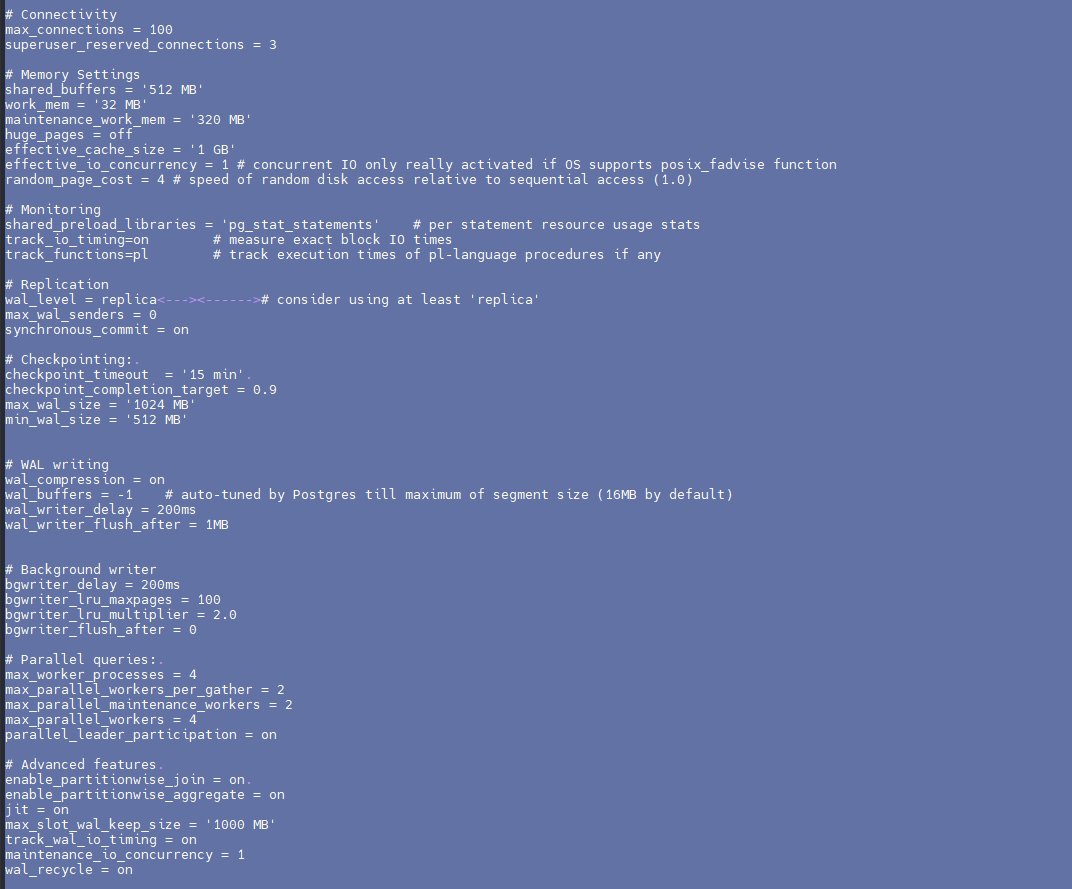 # Connectivity
max_connections = 100
superuser_reserved_connections = 3
# Memory Settings
shared_buffers = '512 MB'
work_mem = '32 MB'
maintenance_work_mem = '320 MB'
huge_pages = off
effective_cache_size = '1 GB'
effective_io_concurrency = 1 # concurrent IO only really activated if OS supports posix_fadvise function
random_page_cost = 4 # speed of random disk access relative to sequential access (1.0)
# Monitoring
shared_preload_libraries = 'pg_stat_statements'    # per statement resource usage stats
track_io_timing=on        # measure exact block IO times
track_functions=pl        # track execution times of pl-language procedures if any
# Replication
wal_level = replica<---><------># consider using at least 'replica'
max_wal_senders = 0
synchronous_commit = on
# Checkpointing:.
checkpoint_timeout  = '15 min'.
checkpoint_completion_target = 0.9
max_wal_size = '1024 MB'
min_wal_size = '512 MB'
# WAL writing
wal_compression = on
wal_buffers = -1    # auto-tuned by Postgres till maximum of segment size (16MB by default)
wal_writer_delay = 200ms
wal_writer_flush_after = 1MB
# Background writer
bgwriter_delay = 200ms
bgwriter_lru_maxpages = 100
bgwriter_lru_multiplier = 2.0
bgwriter_flush_after = 0
# Parallel queries:.
max_worker_processes = 4
max_parallel_workers_per_gather = 2
max_parallel_maintenance_workers = 2
max_parallel_workers = 4
parallel_leader_participation = on
# Advanced features.
enable_partitionwise_join = on.
enable_partitionwise_aggregate = on
jit = on
max_slot_wal_keep_size = '1000 MB'
track_wal_io_timing = on
maintenance_io_concurrency = 1
wal_recycle = on